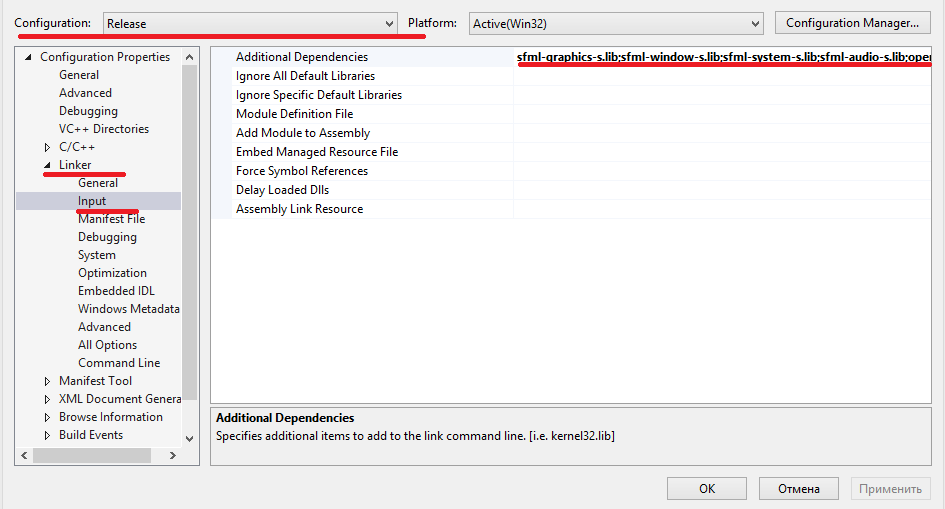 Configuration: Release Platform: Active(Win32) Configuration Manager...
Configuration Properties
General
Advanced
Debugging
VC++ Directories
C/C++
Linker
General
Input
Manifest File
Debugging
System
Optimization
Embedded IDL
Windows Metadata
Advanced
All Options
Command Line
Manifest Tool
XML Document Genera
Browse Information
Build Events
Additional Dependencies sfml-graphics-s.lib;sfml-window-s.lib;sfml-system-s.lib;sfml-audio-s.lib;ope
Ignore All Default Libraries
Ignore Specific Default Libraries
Module Definition File
Add Module to Assembly
Embed Managed Resource File
Force Symbol References
Delay Loaded Dlls
Assembly Link Resource
Additional Dependencies
Specifies additional items to add to the link command line. [i.e. kernel32.lib]
OK Отмена Применить